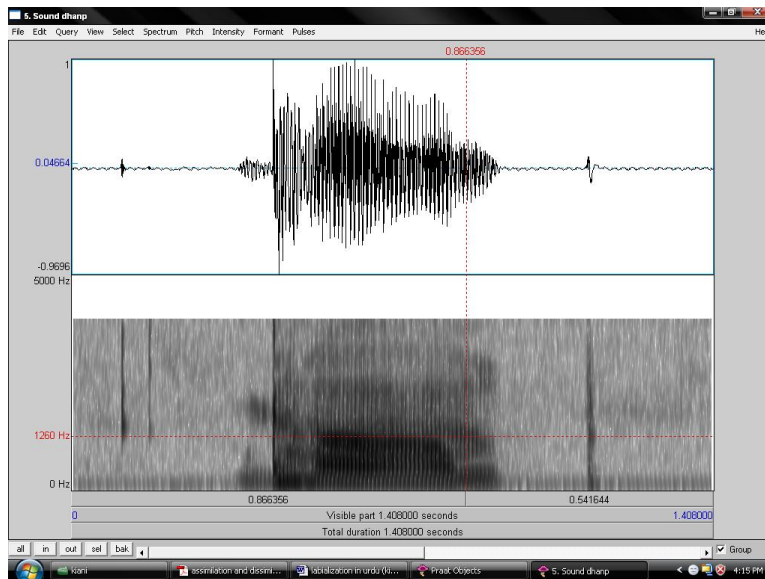 5. Sound dhanp
File Edit Query View Select Spectrum Pitch Intensity Formant Pulses He
0.866356
1
0.04664
-0.9696
5000 Hz
1260 Hz
0 Hz
0.866356 0.541644
0 Visible part 1.408000 seconds 1.408000
Total duration 1.408000 seconds
all in out sel bak Group
kiani assimilation and dissimi... labialization in urdu (ki... Praat Objects 5. Sound dhanp 4:15 PM